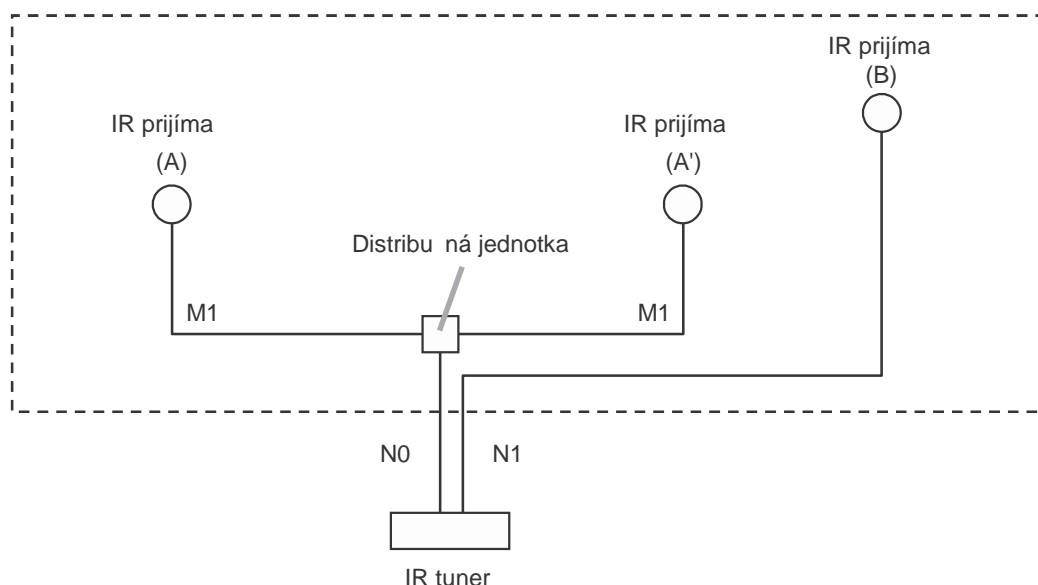 IR prijíma
(B)
IR prijíma
(A)
IR prijíma
(A')
Distribu ná jednotka
M1
M1
N0
N1
IR tuner